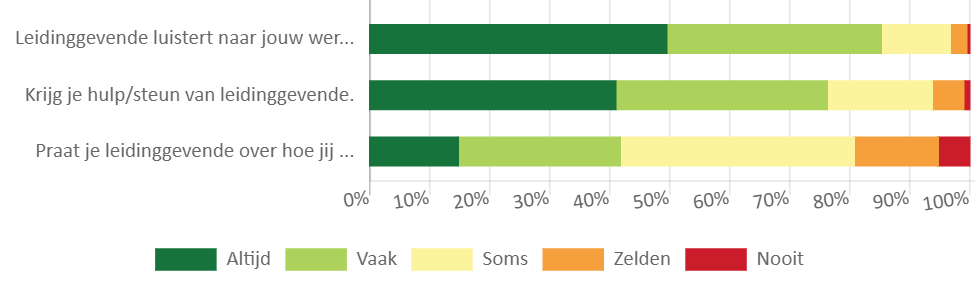 Leidinggevende luistert naar jouw wer...
Krijg je hulp/steun van leidinggevende.
Praat je leidinggevende over hoe jij ...
0% 10% 20% 30% 40% 50% 60% 70% 80% 90% 100%
Altijd Vaak Soms Zelden Nooit